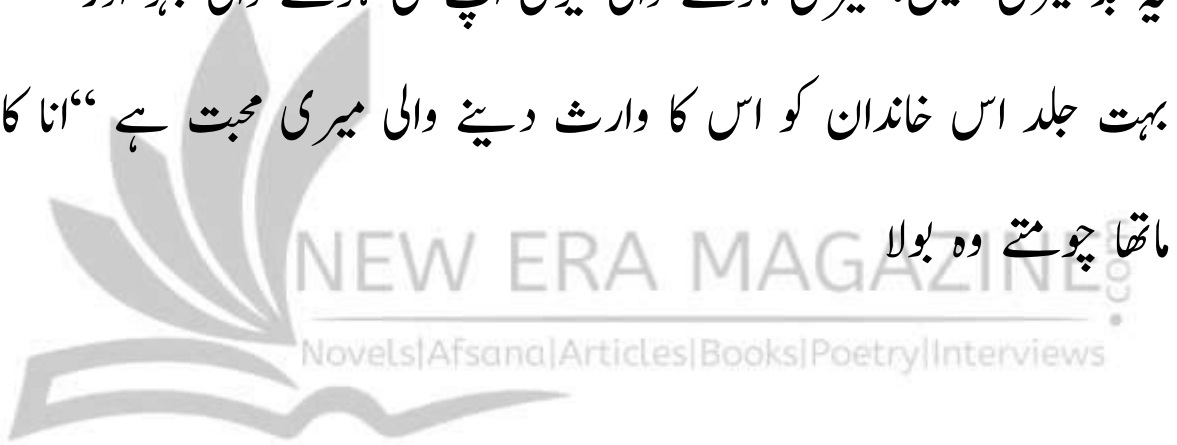 بہت جلد اس خاندان کو اس کا وارث دینے والی میری محبت ہے “انا کا
ماتھا چومتے وہ بولا
NEW ERA MAGAZINE.com
Novels|Afsana|Articles|Books|Poetry|Interviews